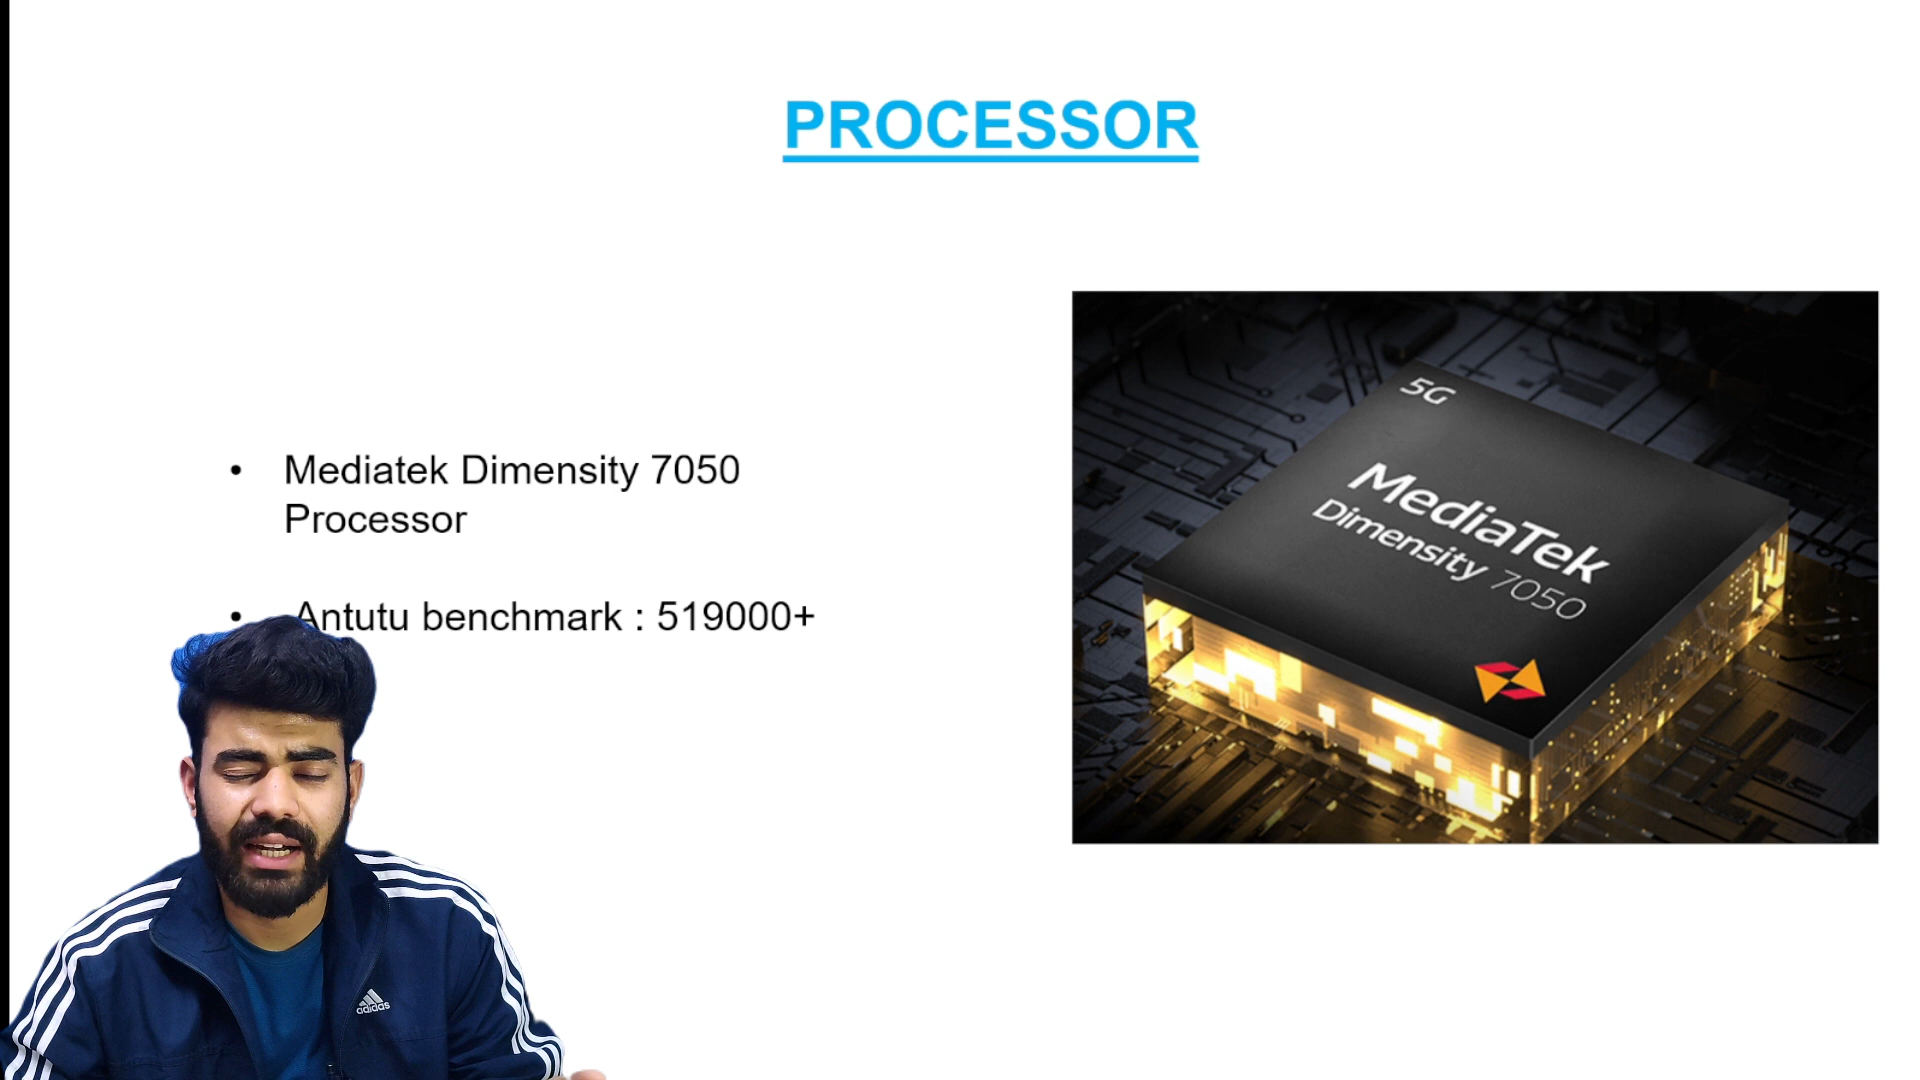 PROCESSOR
• Mediatek Dimensity 7050
Processor
• Antutu benchmark : 519000+
5G
MediaTek
Dimensity 7050
adidas